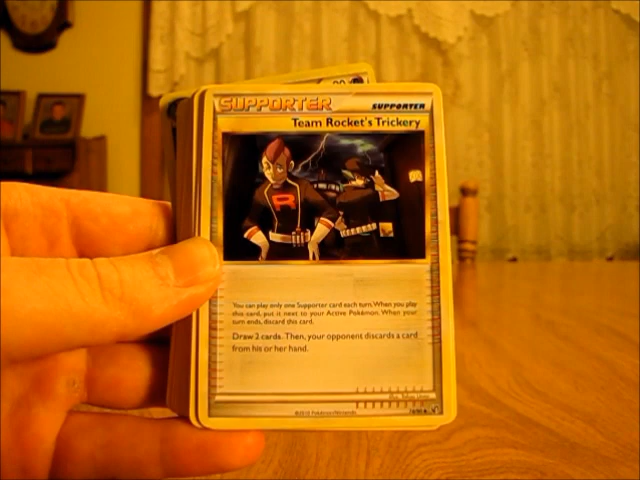 SUPPORTER SUPPORTER
Team Rocket's Trickery
R
You can play only one Supporter card each turn. When you play
this card, put it next to your Active Pokémon. When your
turn ends, discard this card.
Draw 2 cards. Then, your opponent discards a card
from his or her hand.
©2010 Pokémon/Nintendo